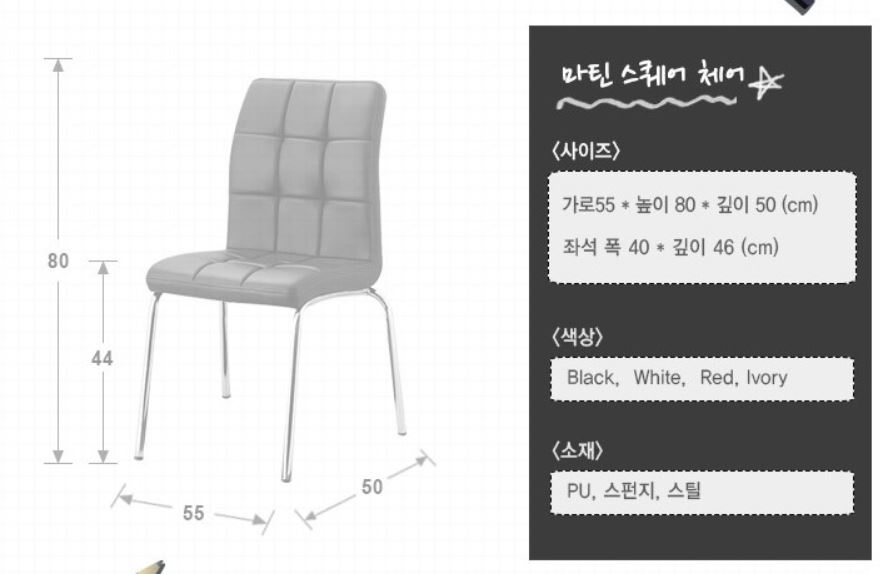 80
44
55
50
마틴 스퀘어 체어
〈사이즈〉
가로55 * 높이 80 * 깊이 50 (cm)
좌석 폭 40 * 깊이 46 (cm)
〈색상〉
Black, White, Red, Ivory
〈소재〉
PU, 스펀지, 스틸